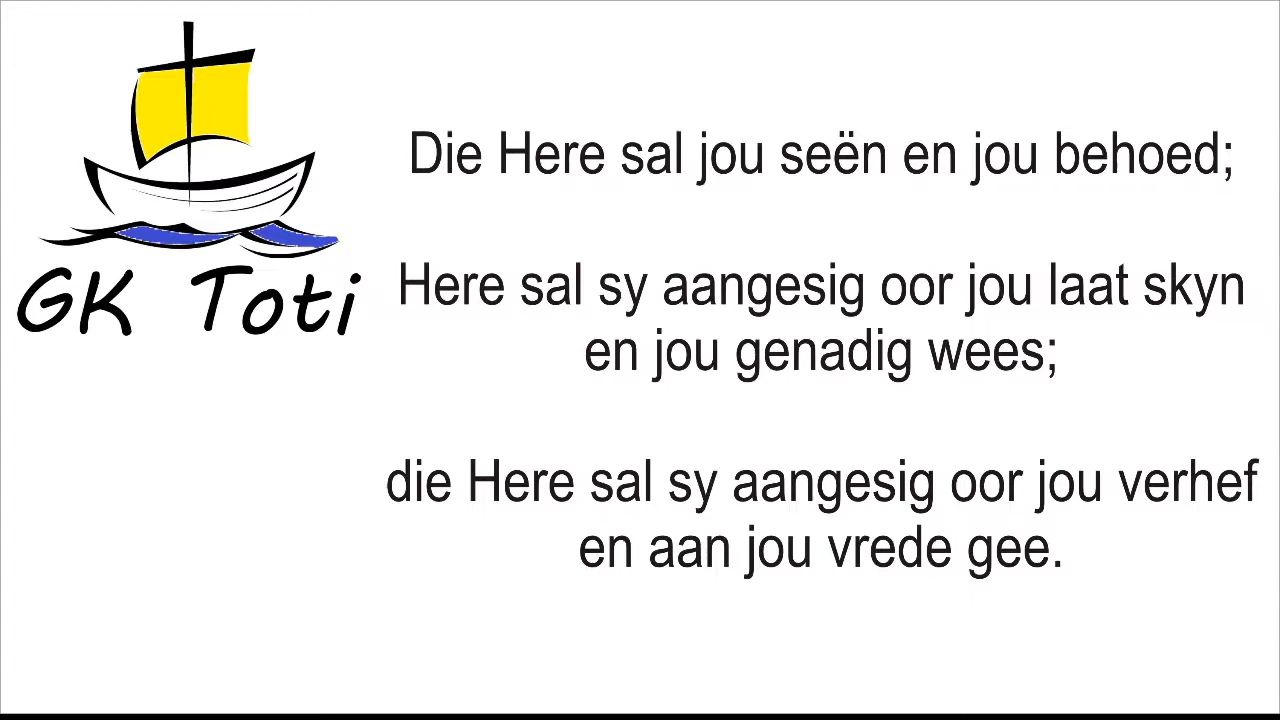 GK Toti
Die Here sal jou seën en jou behoed;
Here sal sy aangesig oor jou laat skyn
en jou genadig wees;
die Here sal sy aangesig oor jou verhef
en aan jou vrede gee.